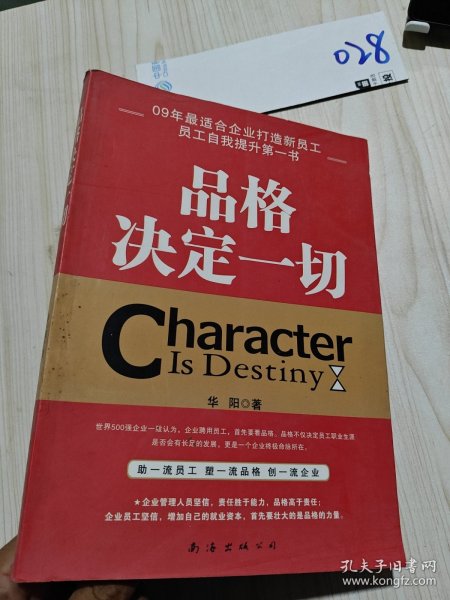 820
09年最适合企业打造新员工
员工自我提升第一书
品格
决定一切
Character
Is Destiny
华 阳◎著
世界500强企业一致认为，企业聘用员工，首先要看品格。品格不仅决定员工职业生涯
是否会有长足的发展，更是一个企业终极命脉所在。
助一流员工 塑一流品格 创一流企业
★企业管理人员坚信，责任胜于能力，品格高于责任；
企业员工坚信，增加自己的就业资本，首先要壮大的是品格的力量。
南海出版公司
孔夫子旧书网
www.kongfz.com